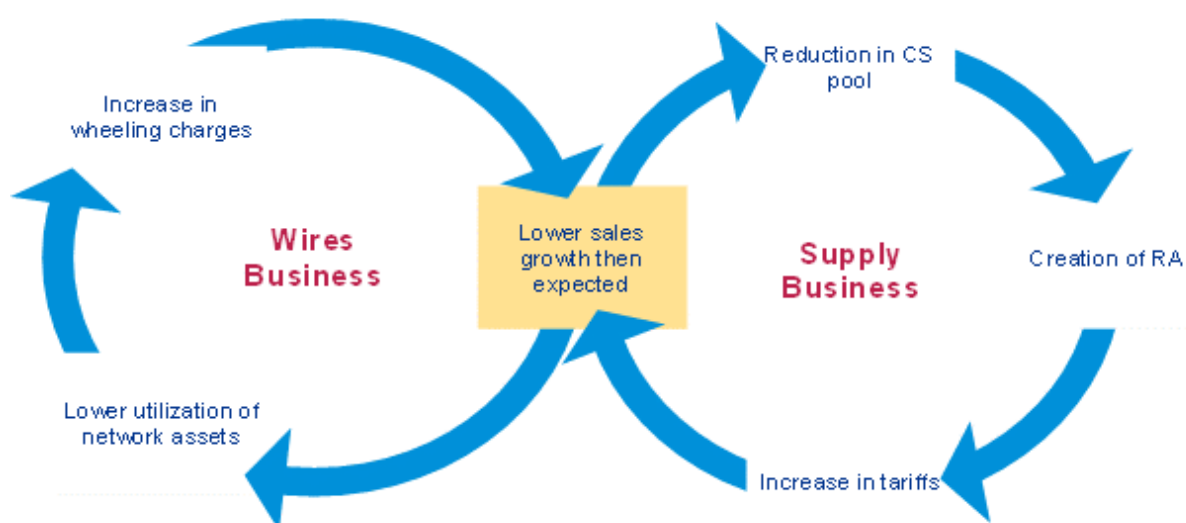 Reduction in CS
pool
Increase in
wheeling charges
Wires
Business
Lower sales
growth then
expected
Supply
Business
Creation of RA
Lower utilization of
network assets
Increase in tariffs